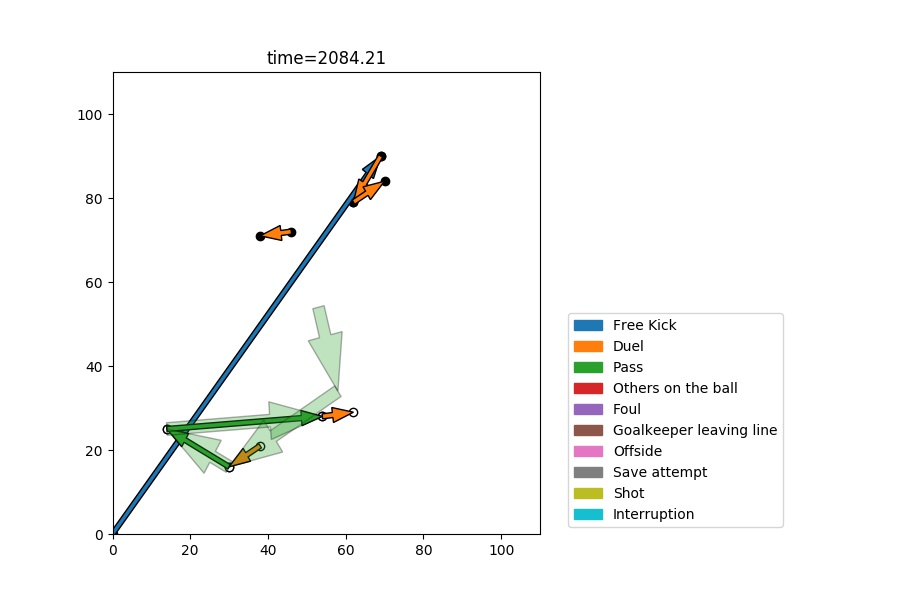 time=2084.21
100
80
60
40
20
0
0 20 40 60 80 100
Free Kick
Duel
Pass
Others on the ball
Foul
Goalkeeper leaving line
Offside
Save attempt
Shot
Interruption